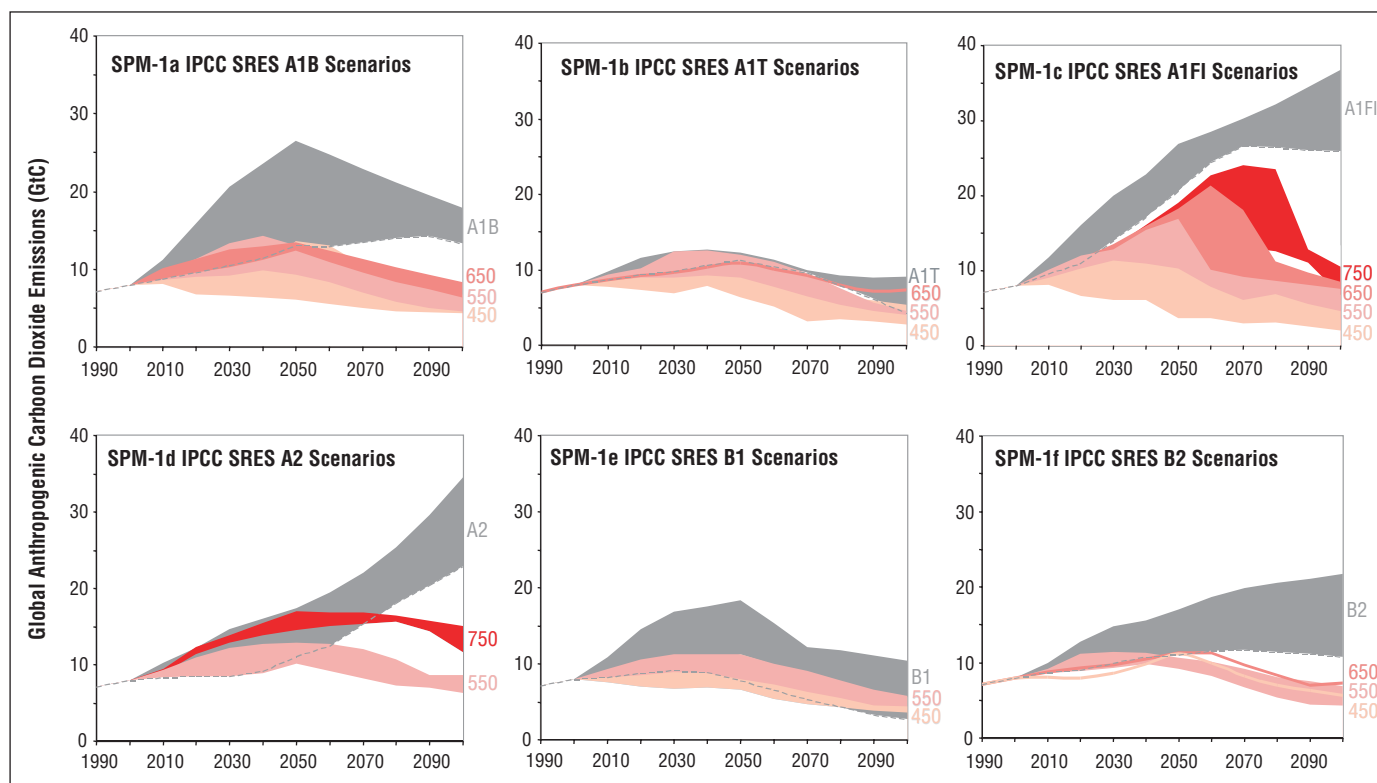 Global Anthropogenic Carboon Dioxide Emissions (GtC)
SPM-1a IPCC SRES A1B Scenarios
40
30
20
10
0
1990 2010 2030 2050 2070 2090
A1B
650
550
450
SPM-1b IPCC SRES A1T Scenarios
40
30
20
10
0
1990 2010 2030 2050 2070 2090
A1T
650
550
450
SPM-1c IPCC SRES A1FI Scenarios
40
30
20
10
0
1990 2010 2030 2050 2070 2090
A1FI
750
650
550
450
Global Anthropogenic Carbon Dioxide Emissions (GtC)
SPM-1d IPCC SRES A2 Scenarios
40
30
20
10
0
1990 2010 2030 2050 2070 2090
A2
750
550
SPM-1e IPCC SRES B1 Scenarios
40
30
20
10
0
1990 2010 2030 2050 2070 2090
B1
550
450
SPM-1f IPCC SRES B2 Scenarios
40
30
20
10
0
1990 2010 2030 2050 2070 2090
B2
650
550
450